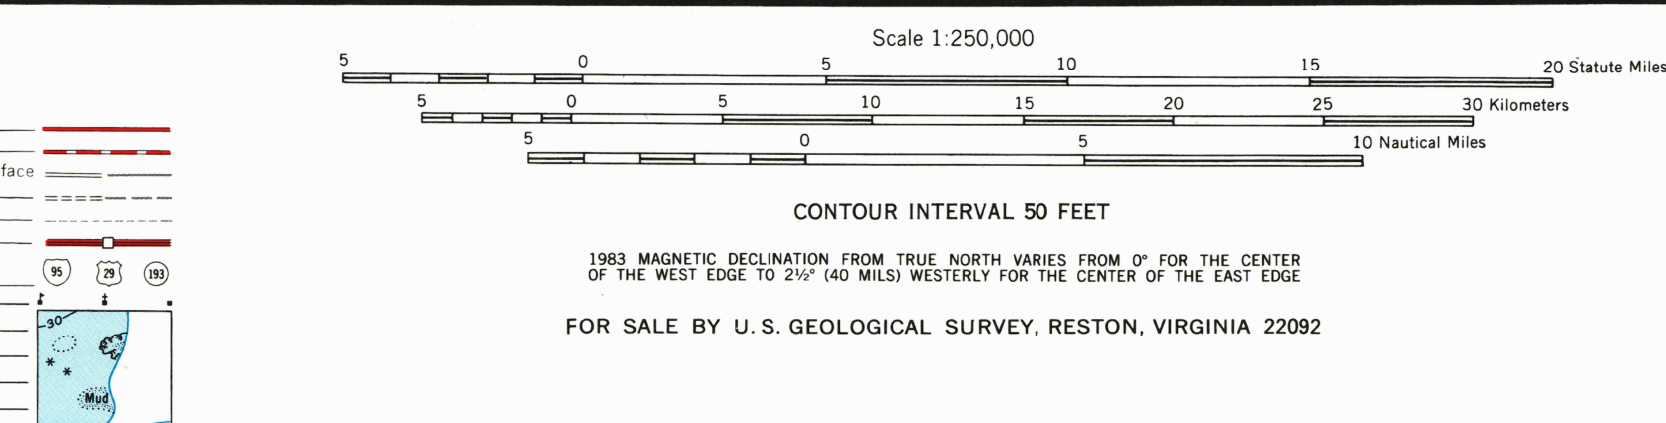 Scale 1:250,000
5 0 5 10 15 20 Statute Miles
5 0 5 10 15 20 25 30 Kilometers
5 0 5 10 Nautical Miles
face
CONTOUR INTERVAL 50 FEET
1983 MAGNETIC DECLINATION FROM TRUE NORTH VARIES FROM 0° FOR THE CENTER
OF THE WEST EDGE TO 2½° (40 MILS) WESTERLY FOR THE CENTER OF THE EAST EDGE
95 29 193
FOR SALE BY U.S. GEOLOGICAL SURVEY, RESTON, VIRGINIA 22092
30
Mud